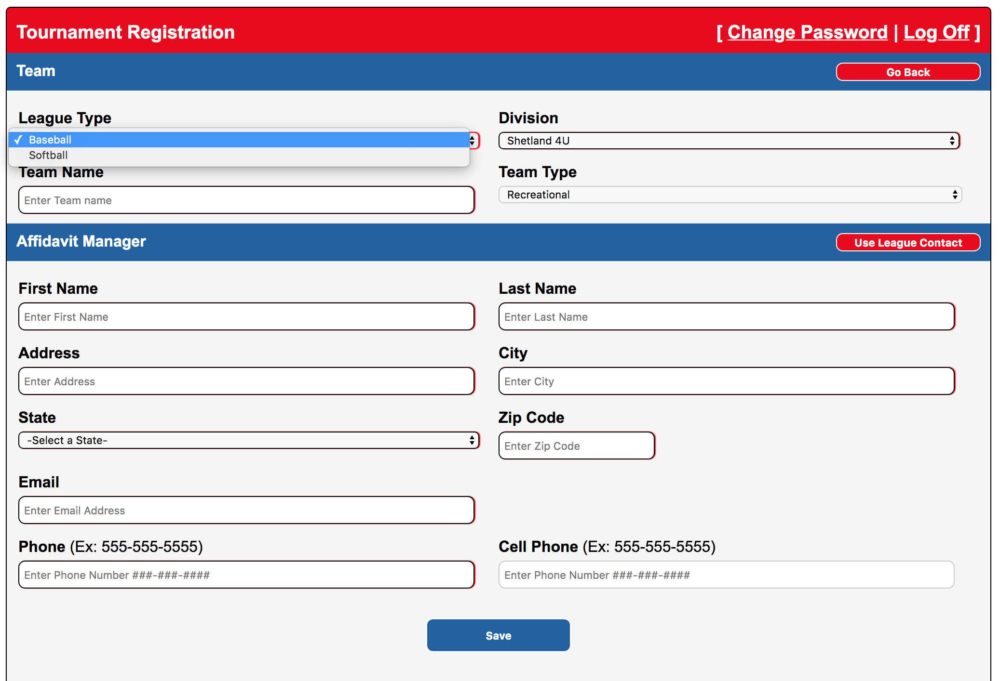 Tournament Registration [ Change Password | Log Off ]
Team Go Back
League Type Division
✓ Baseball Shetland 4U
Softball
Team Name Team Type
Enter Team name Recreational
Affidavit Manager Use League Contact
First Name Last Name
Enter First Name Enter Last Name
Address City
Enter Address Enter City
State Zip Code
-Select a State- Enter Zip Code
Email
Enter Email Address
Phone (Ex: 555-555-5555) Cell Phone (Ex: 555-555-5555)
Enter Phone Number ###-###-#### Enter Phone Number ###-###-####
Save